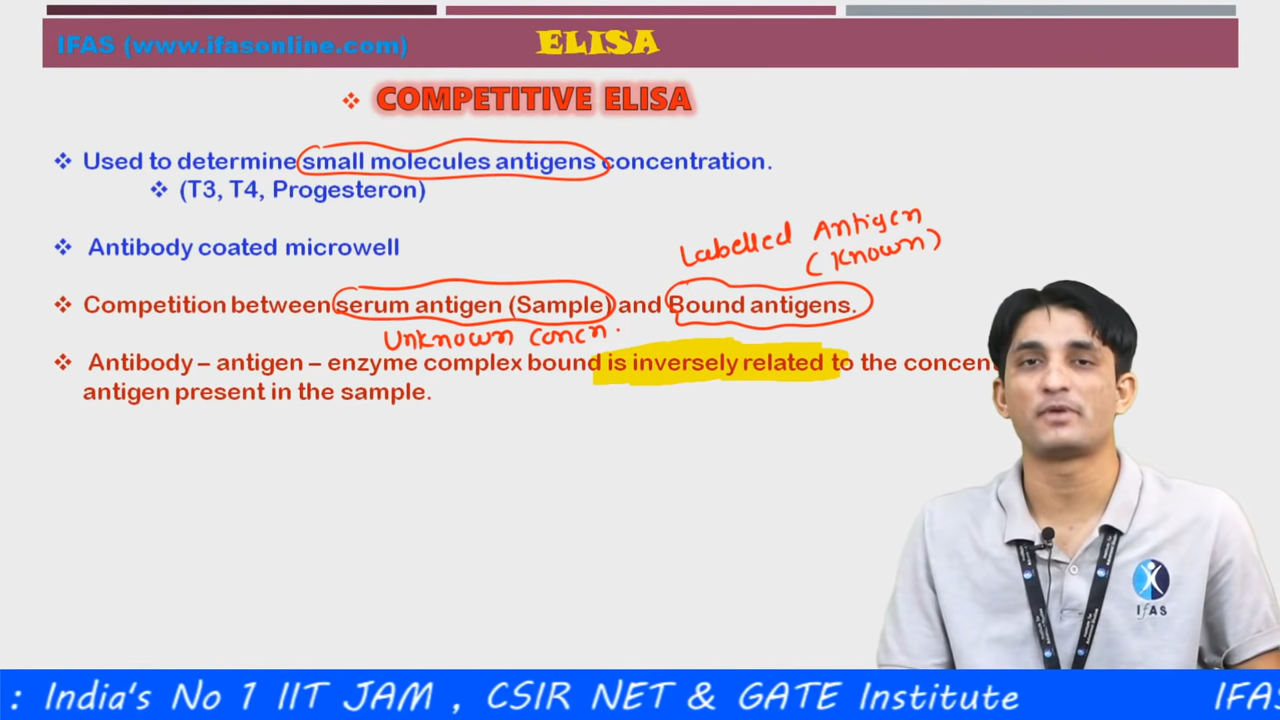 IFAS (www.ifasonline.com)
ELISA
❖ COMPETITIVE ELISA
❖ Used to determine small molecules antigens concentration.
❖ (T3, T4, Progesteron)
❖ Antibody coated microwell
Labelled Antigen
(Known)
❖ Competition between serum antigen (Sample) and Bound antigens.
Unknown Concn.
❖ Antibody – antigen – enzyme complex bound is inversely related to the
antigen present in the sample.
IFAS
: India's No 1 IIT JAM , CSIR NET & GATE Institute
IFAS